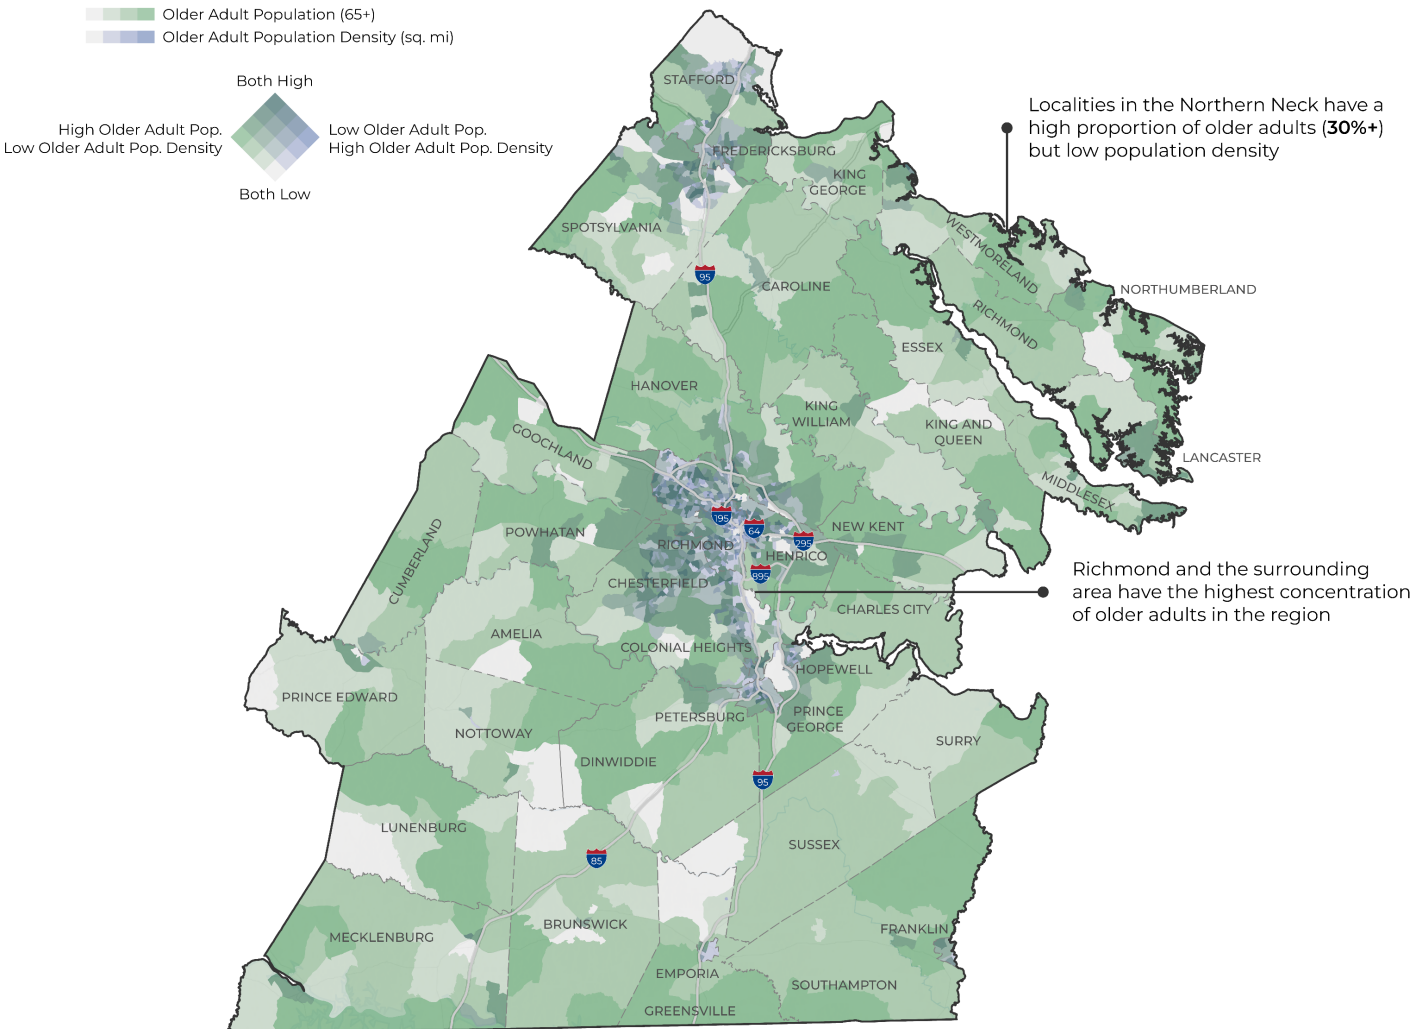 Older Adult Population (65+)
Older Adult Population Density (sq. mi)
Both High
High Older Adult Pop.
Low Older Adult Pop. Density
Low Older Adult Pop.
High Older Adult Pop. Density
Both Low
Localities in the Northern Neck have a
high proportion of older adults (30%+)
but low population density
STAFFORD
FREDERICKSBURG
KING
GEORGE
SPOTSYLVANIA
WESTMORELAND
95
CAROLINE
NORTHUMBERLAND
RICHMOND
ESSEX
HANOVER
KING
WILLIAM
KING AND
QUEEN
GOOCHLAND
LANCASTER
MIDDLESEX
195
64
NEW KENT
POWHATAN
295
RICHMOND
HENRICO
CUMBERLAND
895
CHESTERFIELD
Richmond and the surrounding
area have the highest concentration
of older adults in the region
CHARLES CITY
AMELIA
COLONIAL HEIGHTS
HOPEWELL
PRINCE EDWARD
PETERSBURG
PRINCE
GEORGE
NOTTOWAY
SURRY
DINWIDDIE
95
LUNENBURG
SUSSEX
85
BRUNSWICK
FRANKLIN
MECKLENBURG
EMPORIA
SOUTHAMPTON
GREENSVILLE